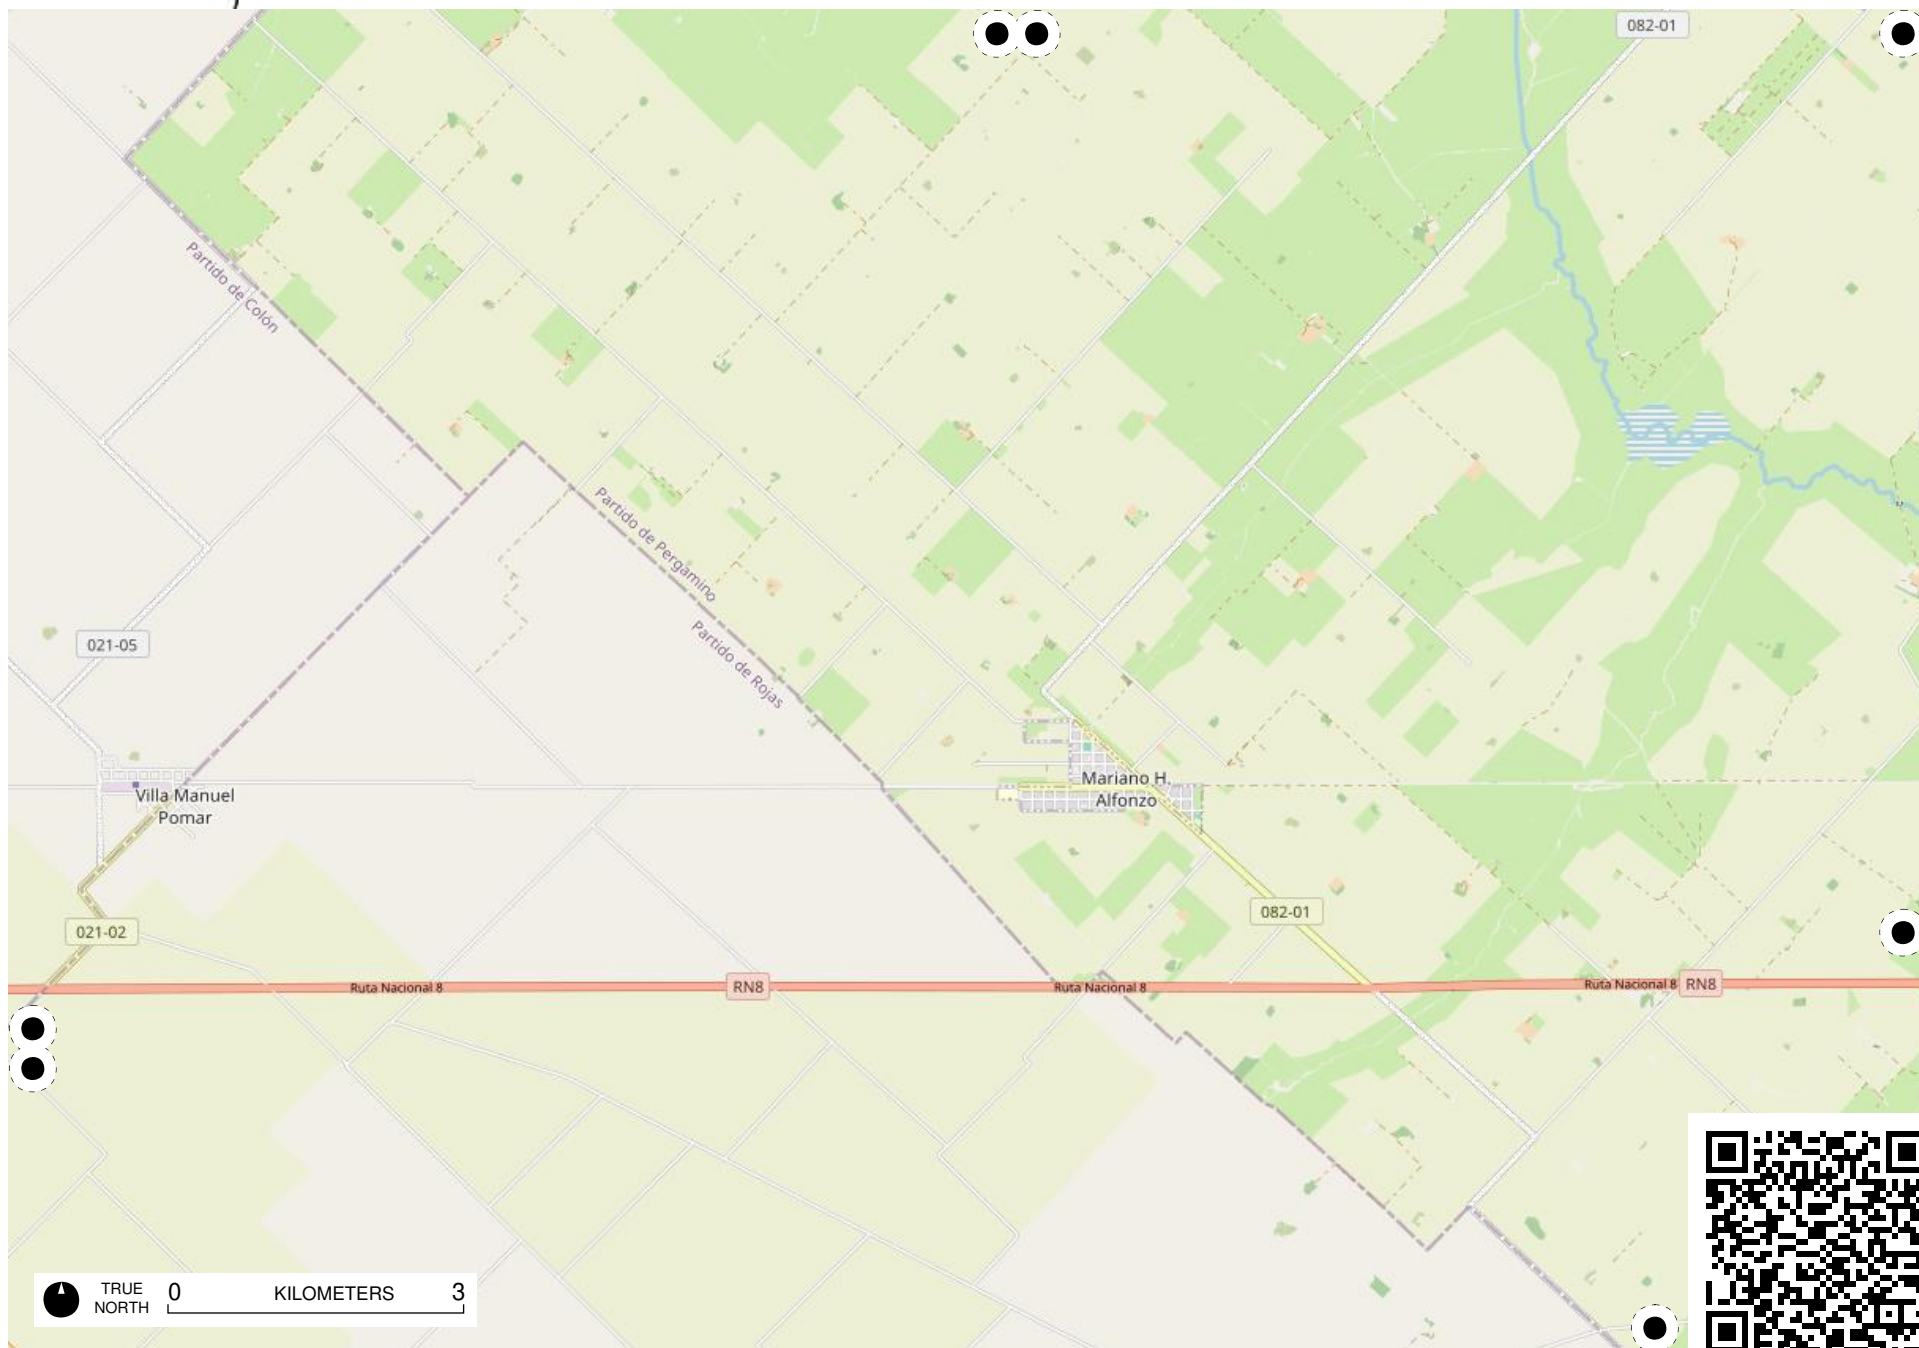 082-01
Partido de Colón
Partido de Pergamino
Partido de Rojas
021-05
Mariano H.
Alfonzo
Villa Manuel
Pomar
082-01
021-02
Ruta Nacional 8
RN8
Ruta Nacional 8
Ruta Nacional 8
RN8
TRUE
NORTH
0
KILOMETERS
3